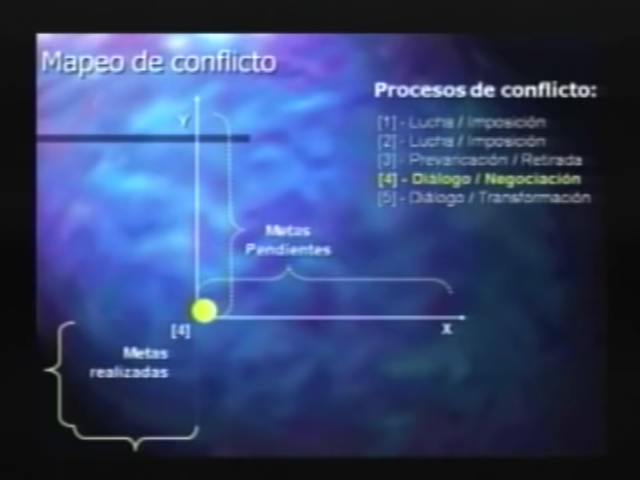 Mapeo de conflicto
Procesos de conflicto:
[1] - Lucha / Imposición
[2] - Lucha / Imposición
[3] - Prevaricación / Retirada
[4] - Diálogo / Negociación
[5] - Diálogo / Transformación
Y
Metas
Pendientes
X
[4]
Metas
realizadas